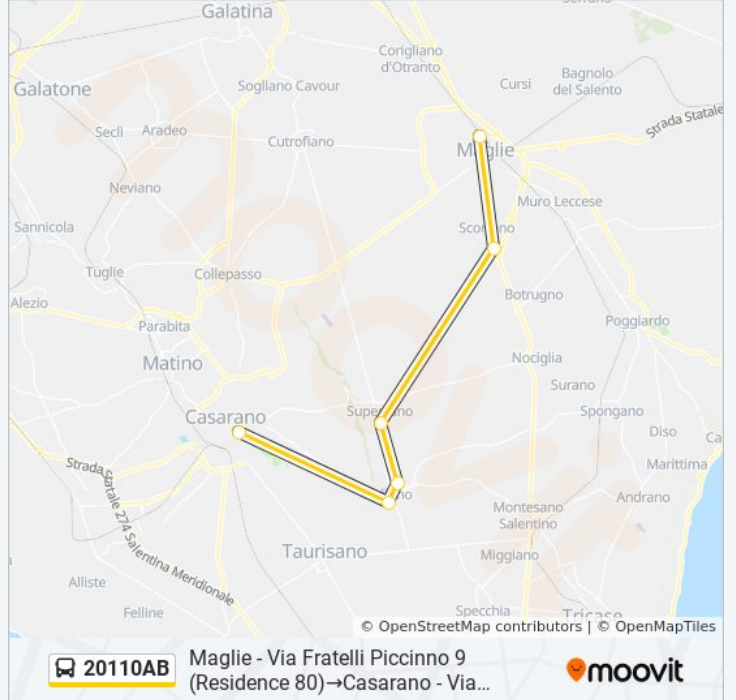 Galatina
Serrano
Corigliano
d'Otranto
Galatone
Sogliano Cavour
Cursi
Bagnolo
del Salento
Strada Statale
Seclì
Aradeo
Cutrofiano
Neviano
Muro Leccese
Sannicola
Tuglie
Collepasso
Botrugno
Alezio
Parabita
Poggiardo
Matino
Nociglia
Surano
Casarano
Spongano
Diso
Ca
Marittima
Strada Statale 274 Salentina Meridionale
Andrano
Montesano
Salentino
Taurisano
Miggiano
Alliste
Felline
Specchia
Tricase
© OpenStreetMap contributors | © OpenMapTiles
20110AB
Maglie - Via Fratelli Piccinno 9
(Residence 80)→Casarano - Via…
moovit